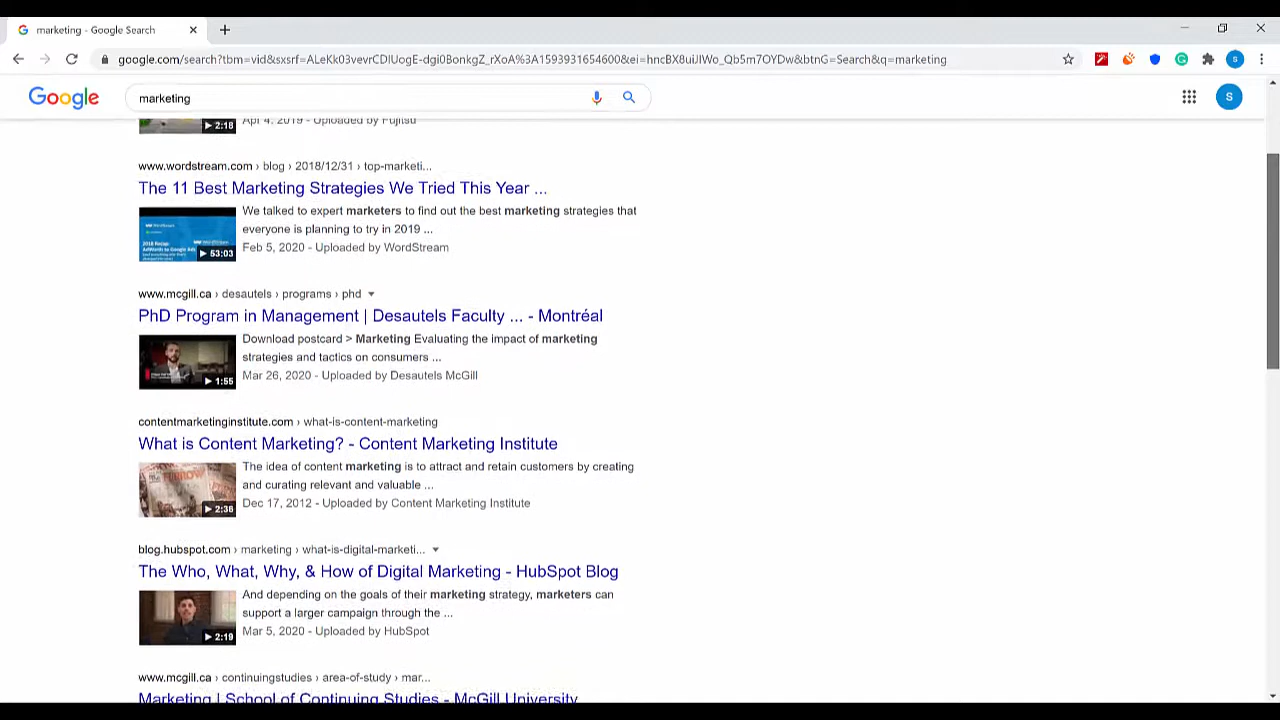 marketing - Google Search
google.com/search?tbm=vid&sxsrf=ALeKk03vevrCDIUogE-dgi0BonkgZ_rXoA%3A1593931654600&ei=hncBX8uiJIWo_Qb5m7OYDw&btnG=Search&q=marketing
S
Google
marketing
S
2:18
Apr 4, 2019 - Uploaded by Fujitsu
www.wordstream.com › blog › 2018/12/31 › top-marketi...
The 11 Best Marketing Strategies We Tried This Year ...
We talked to expert marketers to find out the best marketing strategies that
everyone is planning to try in 2019 ...
53:03
Feb 5, 2020 - Uploaded by WordStream
www.mcgill.ca › desautels › programs › phd
PhD Program in Management | Desautels Faculty ... - Montréal
Download postcard > Marketing Evaluating the impact of marketing
strategies and tactics on consumers ...
1:55
Mar 26, 2020 - Uploaded by Desautels McGill
contentmarketinginstitute.com › what-is-content-marketing
What is Content Marketing? - Content Marketing Institute
The idea of content marketing is to attract and retain customers by creating
and curating relevant and valuable ...
2:36
Dec 17, 2012 - Uploaded by Content Marketing Institute
blog.hubspot.com › marketing › what-is-digital-marketi...
The Who, What, Why, & How of Digital Marketing - HubSpot Blog
And depending on the goals of their marketing strategy, marketers can
support a larger campaign through the ...
2:19
Mar 5, 2020 - Uploaded by HubSpot
www.mcgill.ca › continuingstudies › area-of-study › mar...
Marketing | School of Continuing Studies - McGill University